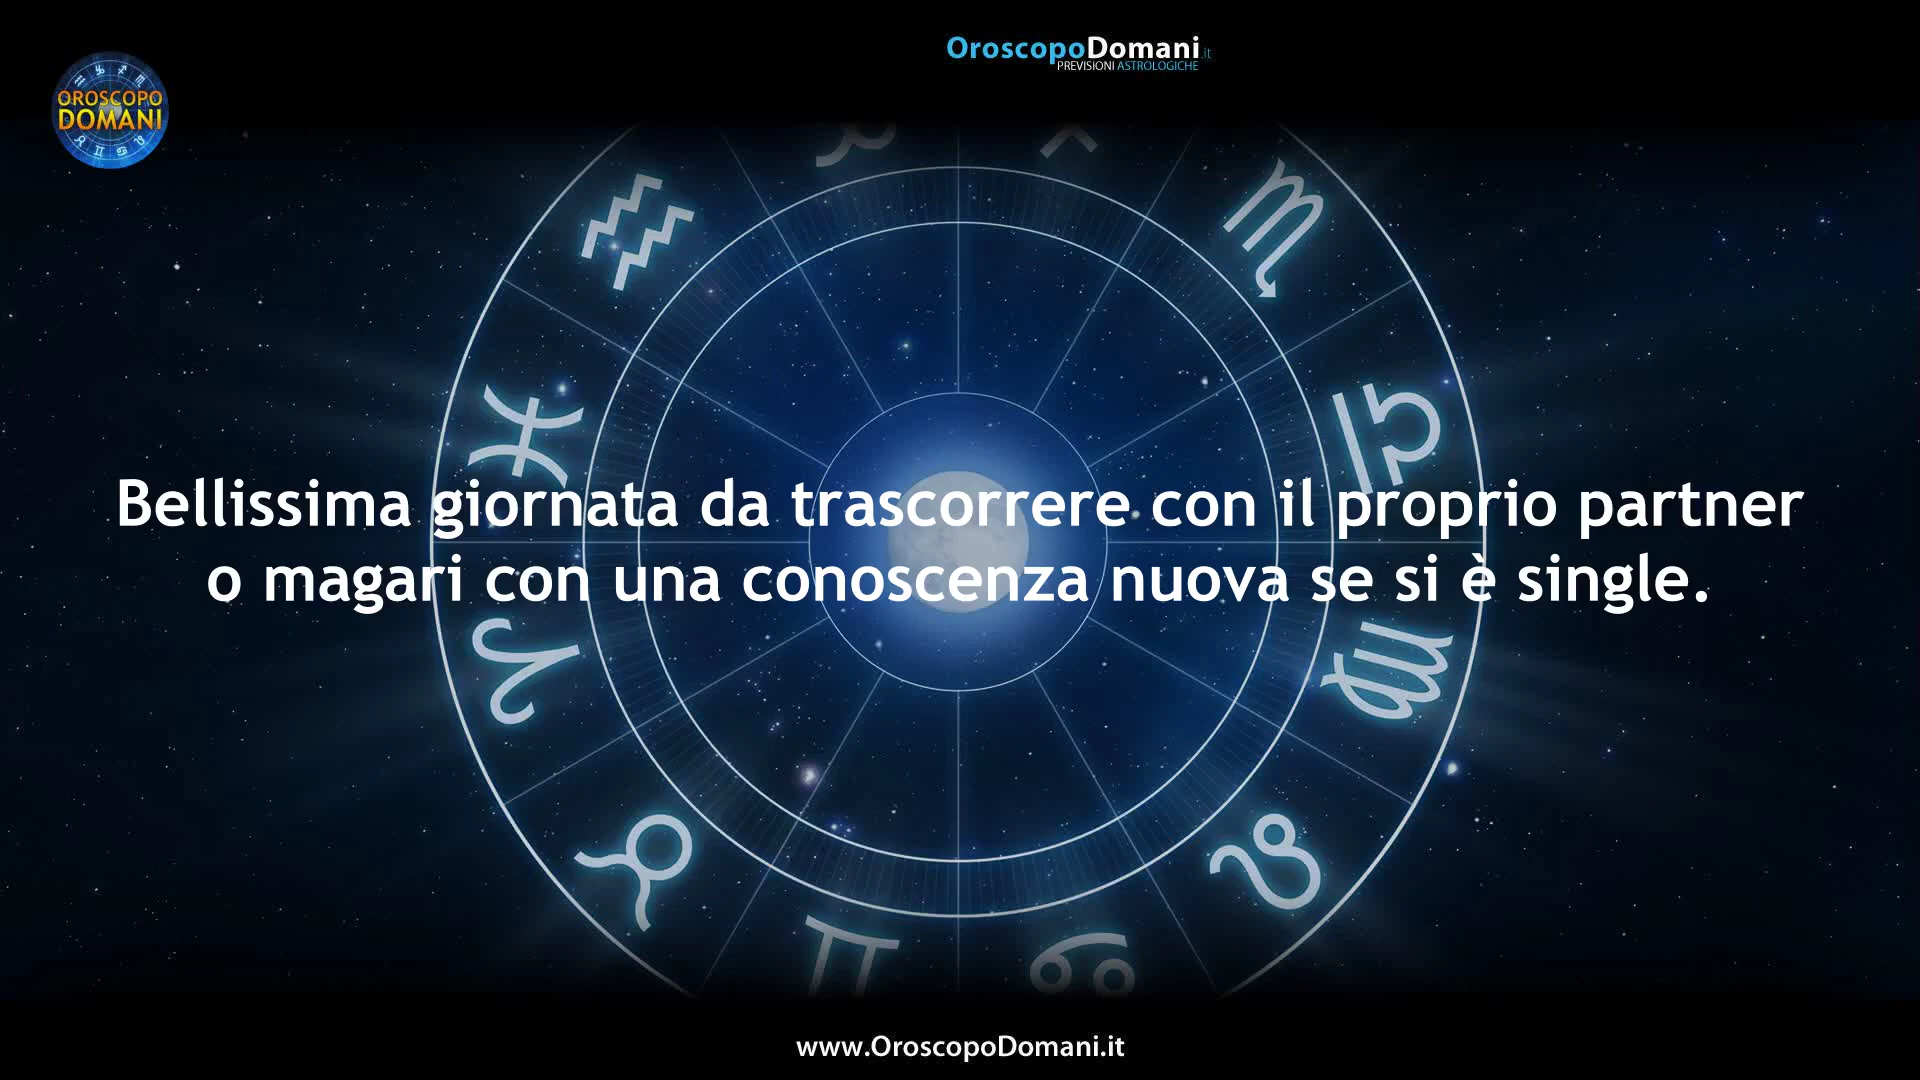 OroscopoDomani.it
PREVISIONI ASTROLOGICHE
OROSCOPO
DOMANI
Bellissima giornata da trascorrere con il proprio partner
o magari con una conoscenza nuova se si è single.
www.OroscopoDomani.it